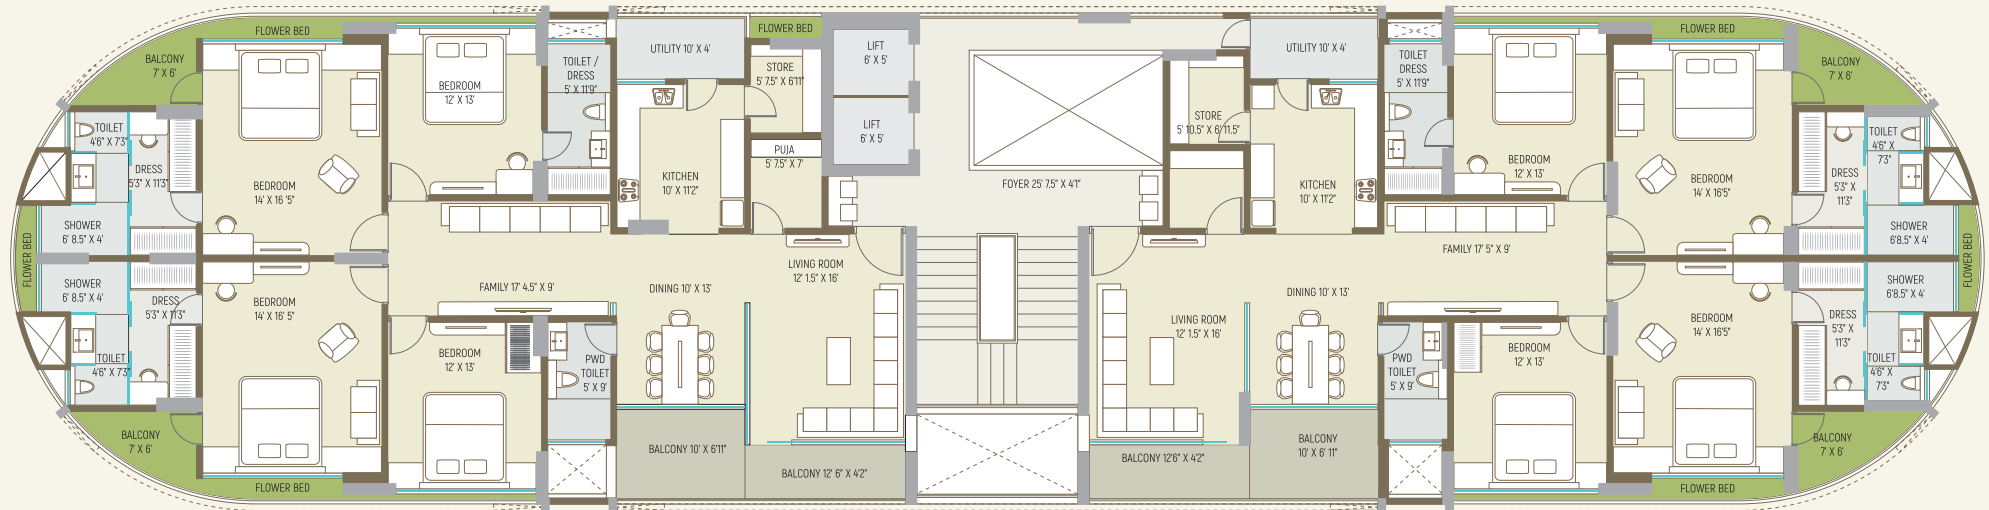 FLOWER BED
BALCONY
7' X 6'
TOILET
4'6" X 7'3"
DRESS
5'3" X 11'3"
BEDROOM
14' X 16 '5"
SHOWER
6' 8.5" X 4'
FLOWER BED
SHOWER
6' 8.5" X 4'
DRESS
5'3" X 11'3"
TOILET
4'6" X 7'3"
BEDROOM
14' X 16' 5"
BALCONY
7' X 6'
FLOWER BED
BEDROOM
12' X 13'
TOILET /
DRESS
5' X 11'9"
UTILITY 10' X 4'
FLOWER BED
STORE
5' 7.5" X 6'11"
PUJA
5' 7.5" X 7'
KITCHEN
10' X 11'2"
LIFT
6' X 5'
LIFT
6' X 5'
FAMILY 17' 4.5" X 9'
DINING 10' X 13'
LIVING ROOM
12' 1.5" X 16'
BEDROOM
12' X 13'
PWD
TOILET
5' X 9'
BALCONY 10' X 6'11"
BALCONY 12' 6" X 4'2"
FOYER 25' 7.5" X 4'1"
STORE
5' 10.5" X 6' 11.5"
UTILITY 10' X 4'
KITCHEN
10' X 11'2"
TOILET
DRESS
5' X 11'9"
BEDROOM
12' X 13'
FLOWER BED
BALCONY
7' X 6'
BEDROOM
14' X 16'5"
TOILET
4'6" X
7'3"
DRESS
5'3" X
11'3"
SHOWER
6'8.5" X 4'
FLOWER BED
SHOWER
6'8.5" X 4'
DRESS
5'3" X
11'3"
TOILET
4'6" X
7'3"
FAMILY 17' 5" X 9'
DINING 10' X 13'
LIVING ROOM
12' 1.5" X 16'
PWD
TOILET
5' X 9'
BEDROOM
12' X 13'
BEDROOM
14' X 16'5"
BALCONY 12'6" X 4'2"
BALCONY
10' X 6' 11"
BALCONY
7' X 6'
FLOWER BED